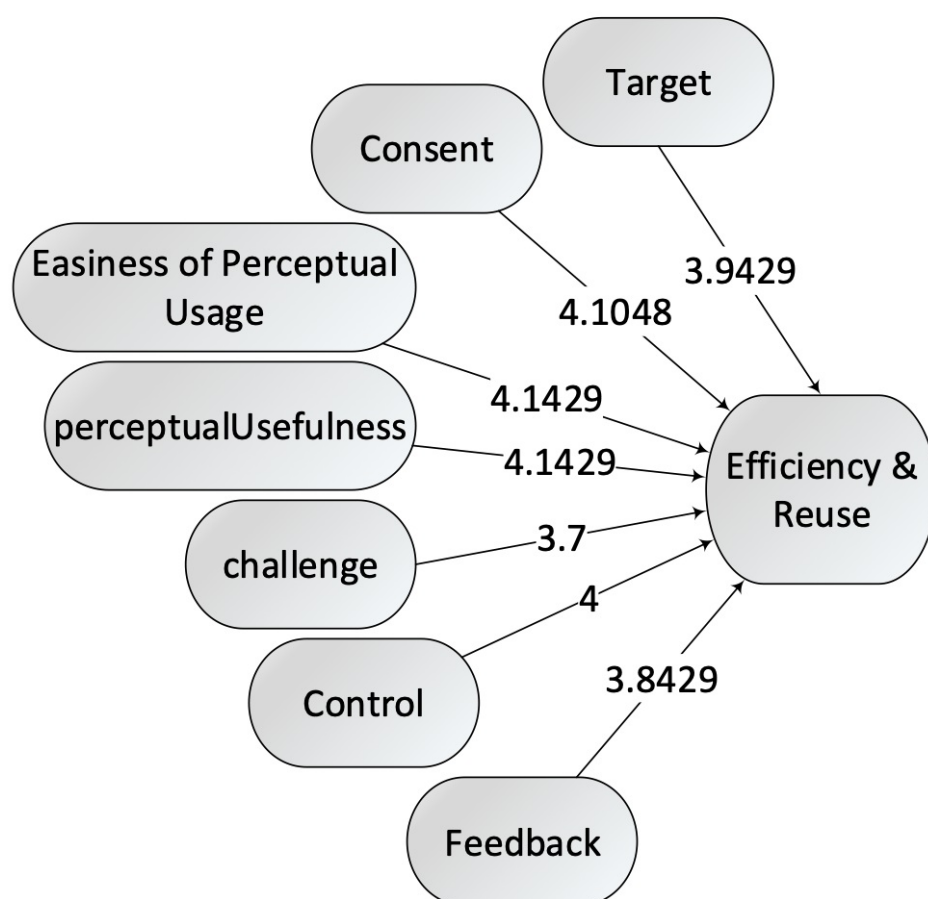 Target
Consent
3.9429
Easiness of Perceptual
Usage
4.1048
4.1429
perceptualUsefulness
4.1429
Efficiency &
Reuse
challenge
3.7
4
Control
3.8429
Feedback